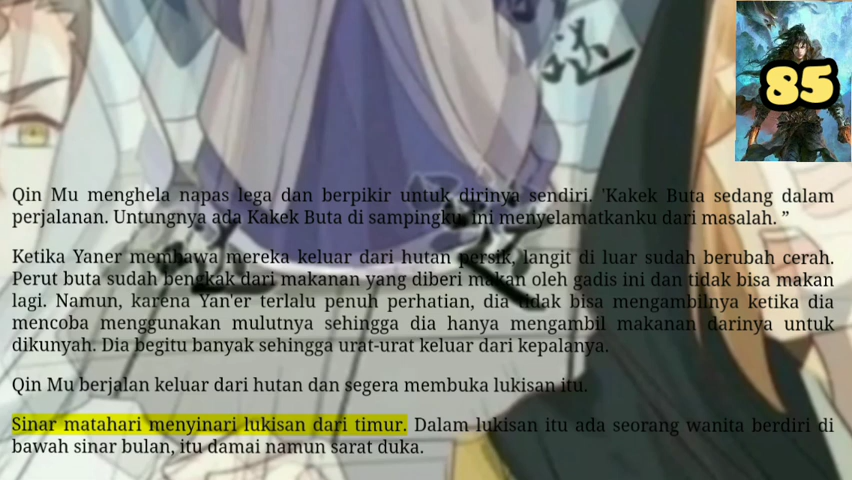 哒
85
Qin Mu menghela napas lega dan berpikir untuk dirinya sendiri. 'Kakek Buta sedang dalam
perjalanan. Untungnya ada Kakek Buta di sampingku, ini menyelamatkanku dari masalah. ”
Ketika Yaner membawa mereka keluar dari hutan persik, langit di luar sudah berubah cerah.
Perut buta sudah bengkak dari makanan yang diberi makan oleh gadis ini dan tidak bisa makan
lagi. Namun, karena Yan'er terlalu penuh perhatian, dia tidak bisa mengambilnya ketika dia
mencoba menggunakan mulutnya sehingga dia hanya mengambil makanan darinya untuk
dikunyah. Dia begitu banyak sehingga urat-urat keluar dari kepalanya.
Qin Mu berjalan keluar dari hutan dan segera membuka lukisan itu.
Sinar matahari menyinari lukisan dari timur. Dalam lukisan itu ada seorang wanita berdiri di
bawah sinar bulan, itu damai namun sarat duka.